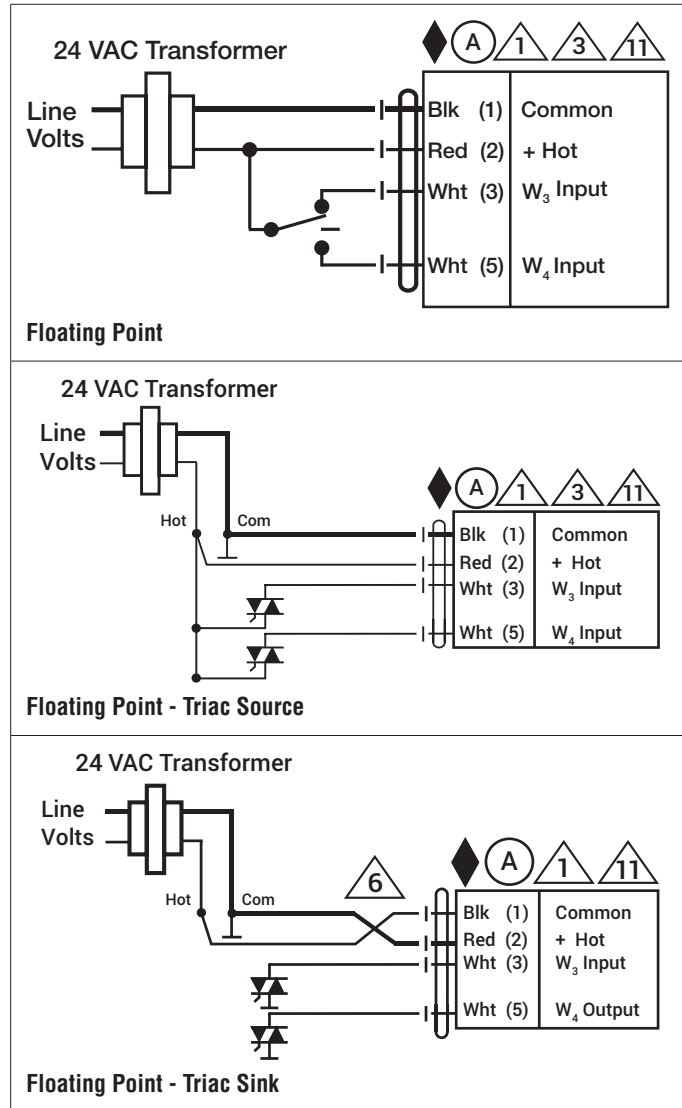 24 VAC Transformer
A 1 3 11
Line
Volts
Blk (1) Common
Red (2) + Hot
Wht (3) W3 Input
Wht (5) W4 Input
Floating Point
24 VAC Transformer
Line
Volts
A 1 3 11
Hot Com
Blk (1) Common
Red (2) + Hot
Wht (3) W3 Input
Wht (5) W4 Input
Floating Point - Triac Source
24 VAC Transformer
Line
Volts
6
A 1 11
Hot Com
Blk (1) Common
Red (2) + Hot
Wht (3) W3 Input
Wht (5) W4 Output
Floating Point - Triac Sink